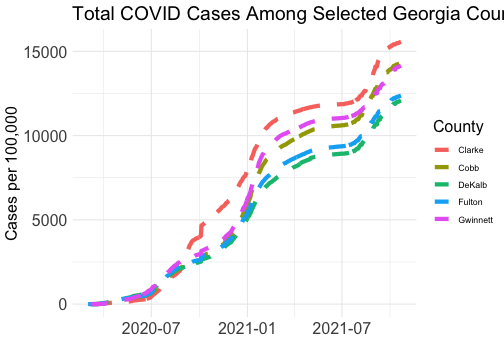 Total COVID Cases Among Selected Georgia Cou
Cases per 100,000
15000
10000
5000
0
2020-07
2021-01
2021-07
County
Clarke
Cobb
DeKalb
Fulton
Gwinnett